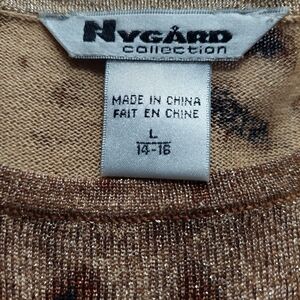 NYGÅRD
collection
MADE IN CHINA
FAIT EN CHINE
L
14-16